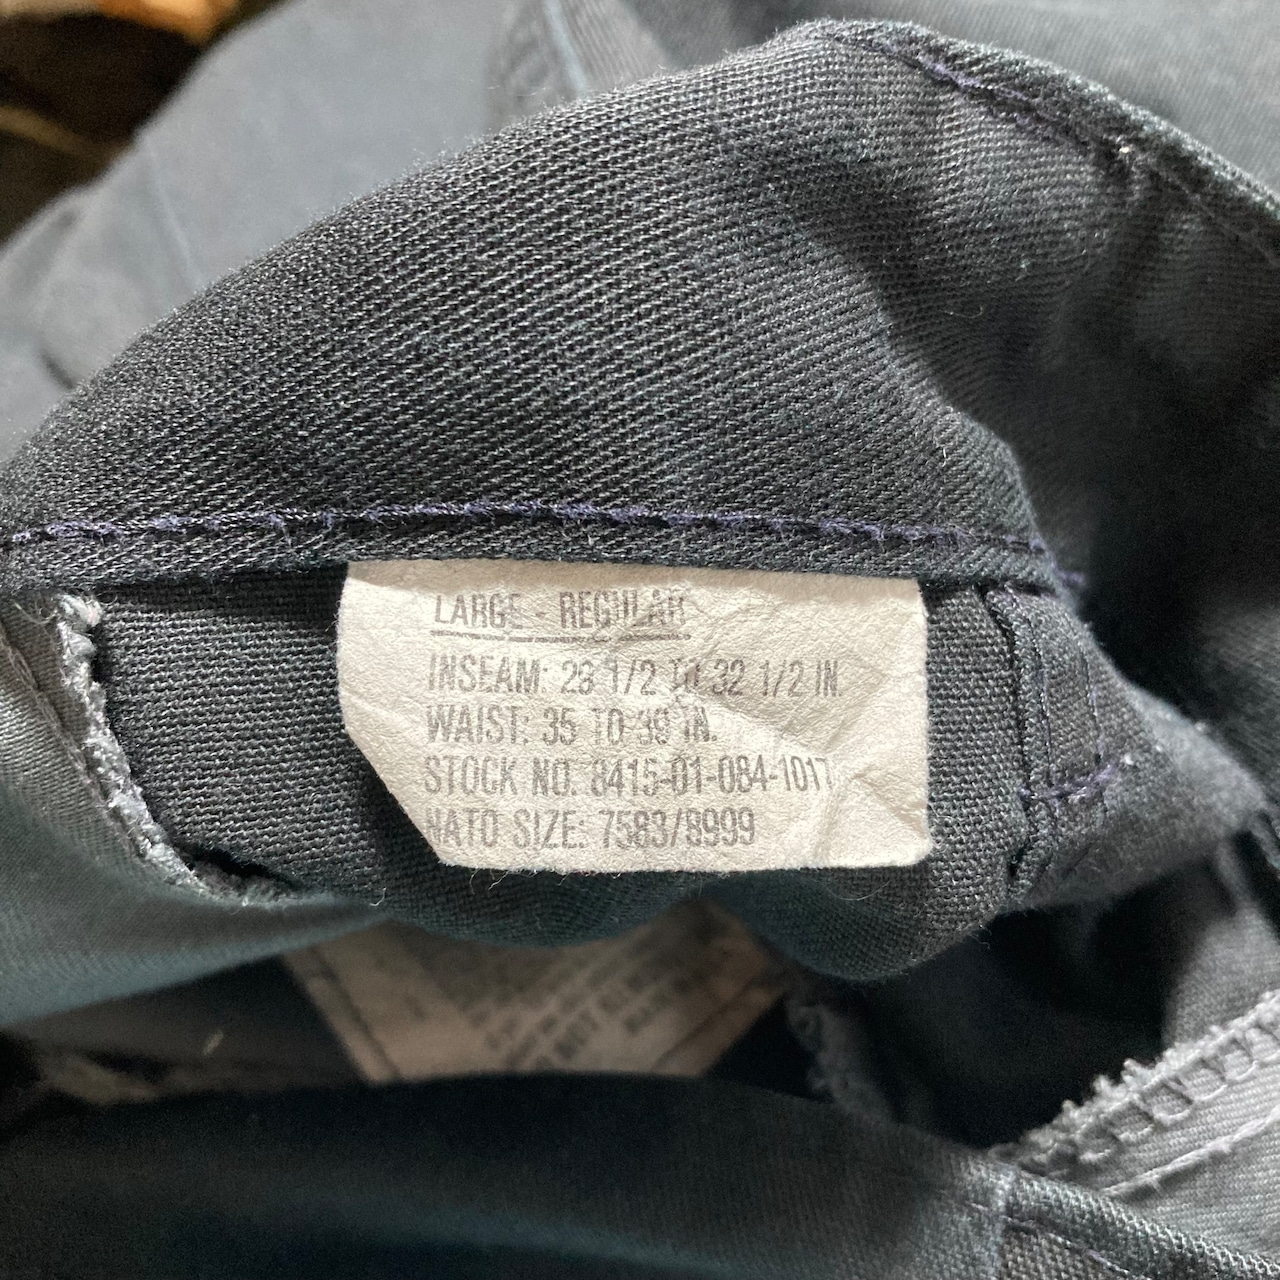 LARGE - REGULAR
INSEAM: 29 1/2 TO 32 1/2 IN.
WAIST: 35 TO 39 IN.
STOCK NO. 8415-01-084-1017
NATO SIZE: 7583/8999